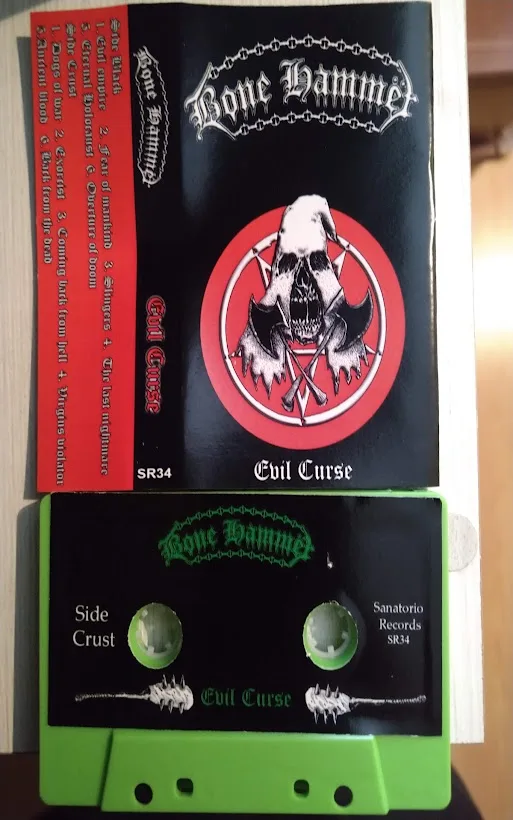 Side Black
1. Evil empire 2. Fear of mankind 3. Slingers 4. The last nightmare
5 Eternal Holocaust 6. Overture of doom
Side Crust
1. Dogs of war 2. Exorcist 3. Coming back from hell 4. Virgins violator
5.Ancient blood 6. Back from the dead
Bone Hammer
Evil Curse
SR34
Bone Hammër
Evil Curse
Bone Hammër
Side
Crust
Sanatorio
Records
SR34
Evil Curse